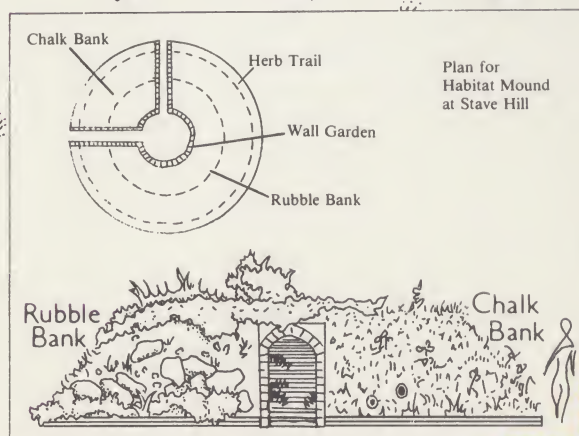 Chalk Bank
Herb Trail
Plan for
Habitat Mound
at Stave Hill
Wall Garden
Rubble Bank
Rubble
Bank
Chalk
Bank